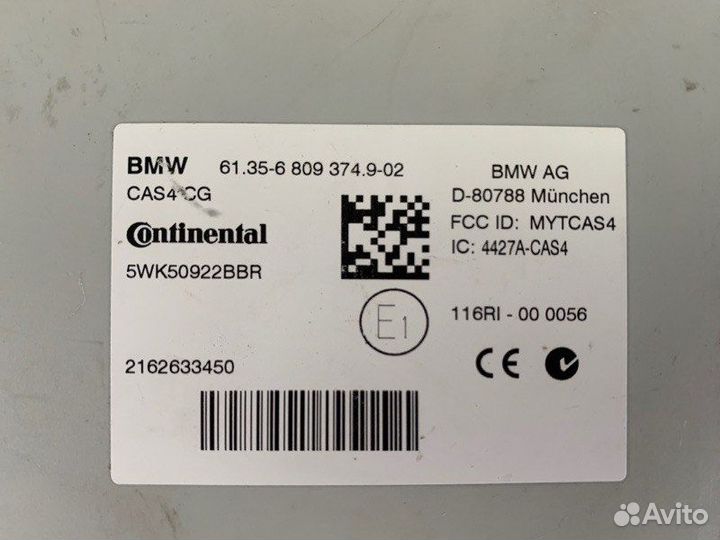 BMW 61.35-6 809 374.9-02
CAS4 CG
Continental
5WK50922BBR
2162633450
BMW AG
D-80788 München
FCC ID: MYTCAS4
IC: 4427A-CAS4
E1
116RI - 00 0056
CE
Avito